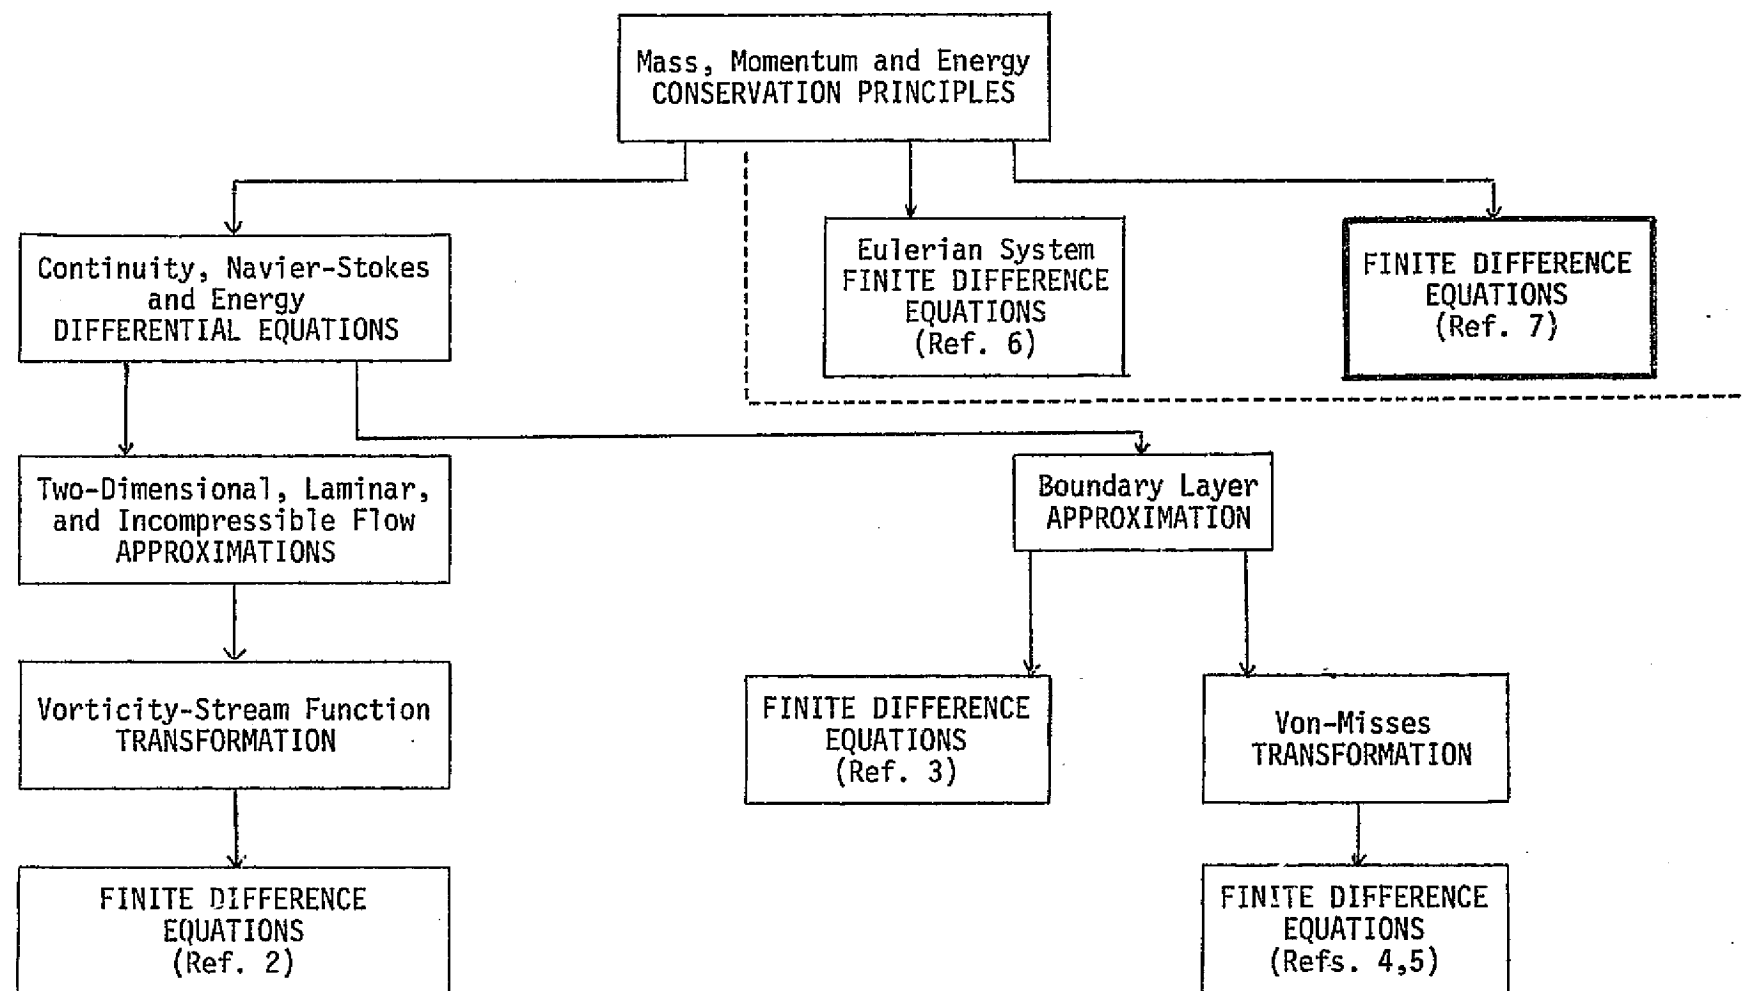 Mass, Momentum and Energy
CONSERVATION PRINCIPLES
Continuity, Navier-Stokes
and Energy
DIFFERENTIAL EQUATIONS
Eulerian System
FINITE DIFFERENCE
EQUATIONS
(Ref. 6)
FINITE DIFFERENCE
EQUATIONS
(Ref. 7)
Two-Dimensional, Laminar,
and Incompressible Flow
APPROXIMATIONS
Boundary Layer
APPROXIMATION
Vorticity-Stream Function
TRANSFORMATION
FINITE DIFFERENCE
EQUATIONS
(Ref. 3)
Von-Misses
TRANSFORMATION
FINITE DIFFERENCE
EQUATIONS
(Ref. 2)
FINITE DIFFERENCE
EQUATIONS
(Refs. 4,5)